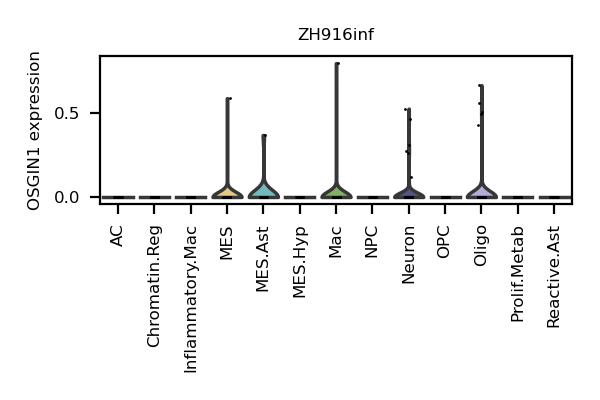 ZH916inf
OSGIN1 expression
0.5
0.0
AC
Chromatin.Reg
Inflammatory.Mac
MES
MES.Ast
MES.Hyp
Mac
NPC
Neuron
OPC
Oligo
Prolif.Metab
Reactive.Ast